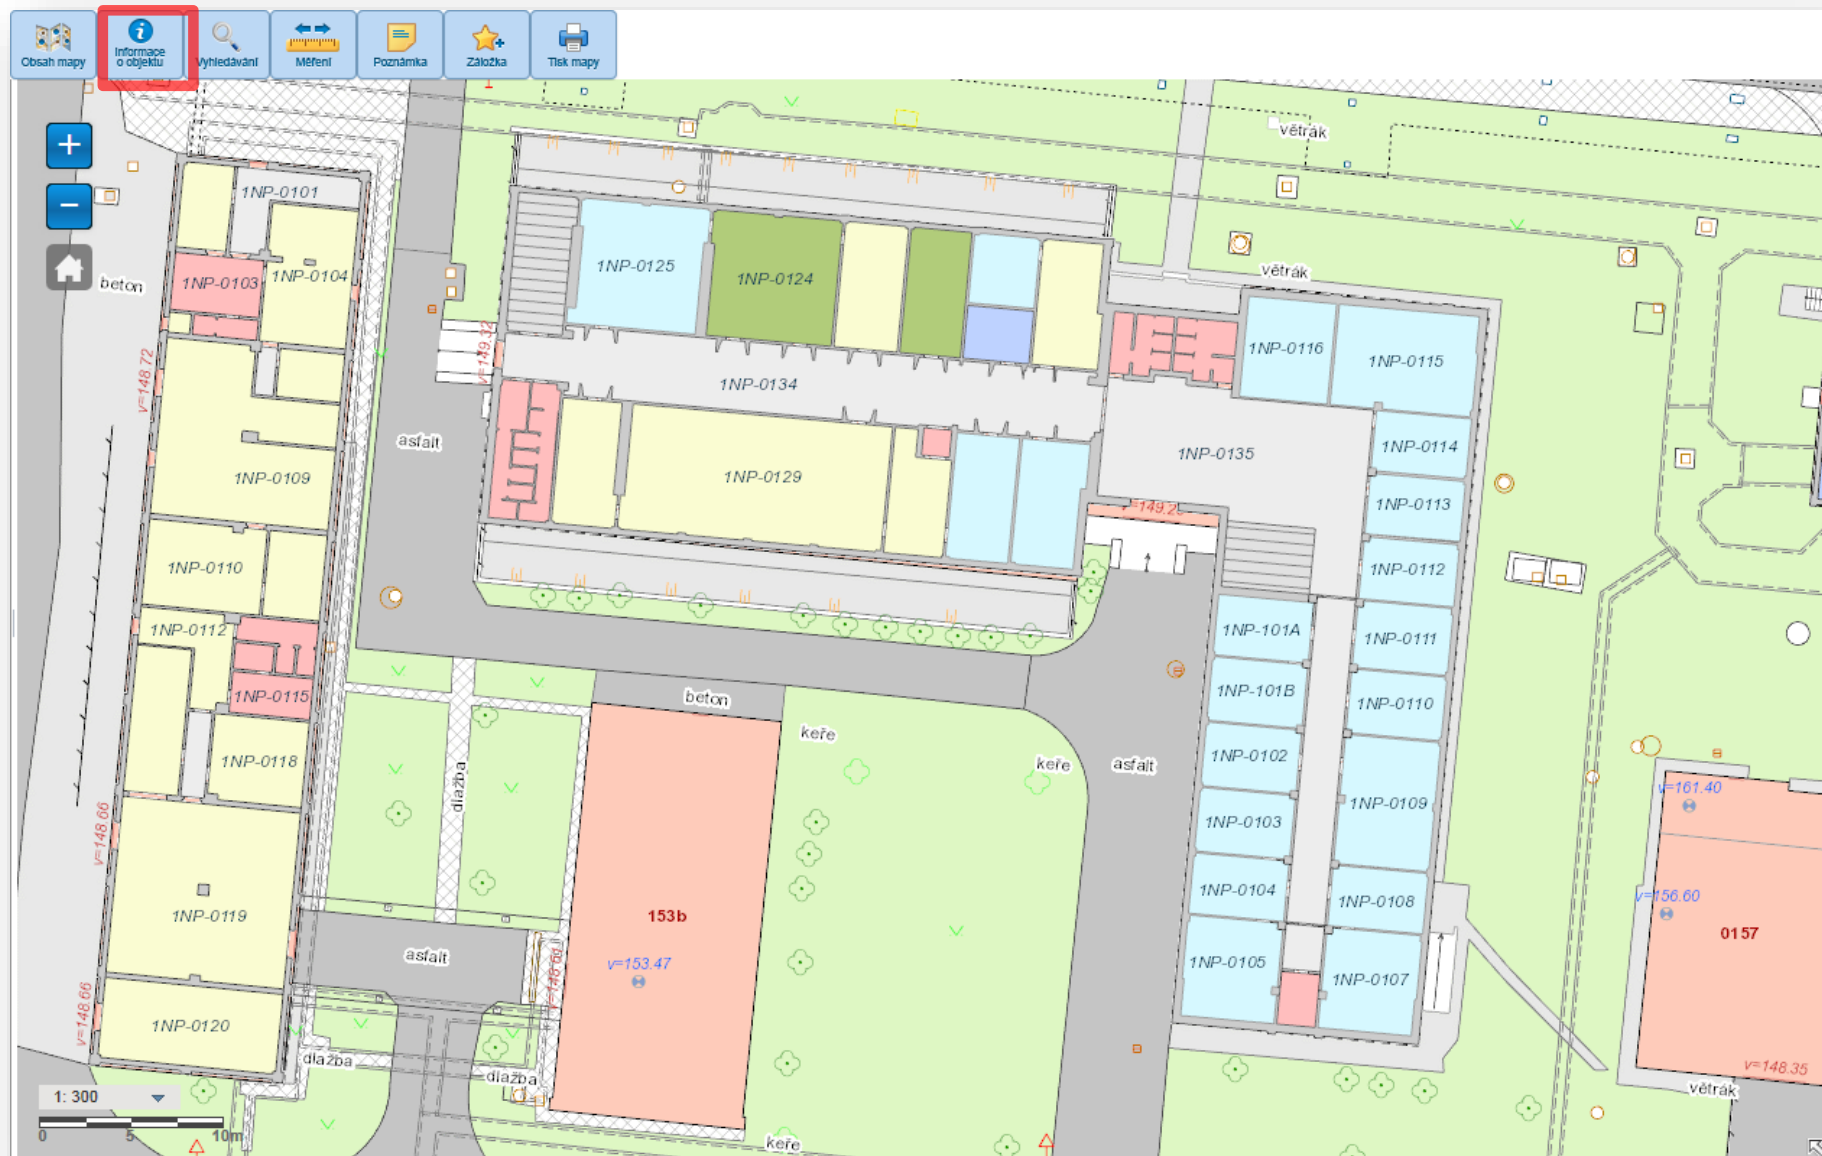 Obsah mapy
Informace
o objektu
Vyhledávání
Měření
Poznámka
Záložka
Tisk mapy
+
−
větrák
1NP-0101
1NP-0125
1NP-0124
větrák
1NP-0103
1NP-0104
beton
v=149.32
1NP-0116
1NP-0115
v=148.72
1NP-0134
asfalt
1NP-0135
1NP-0114
1NP-0109
1NP-0129
1NP-0113
1NP-0110
1NP-0112
1NP-0112
1NP-101A
1NP-0111
1NP-0115
beton
1NP-101B
1NP-0110
keře
keře
asfalt
1NP-0102
1NP-0118
dlažba
1NP-0109
v=161.40
v=148.66
1NP-0103
1NP-0104
1NP-0108
v=156.60
1NP-0119
153b
0157
asfalt
v=153.47
1NP-0105
1NP-0107
v=148.66
1NP-0120
dlažba
dlažba
v=148.35
větrák
1: 300
0
5
10m
keře